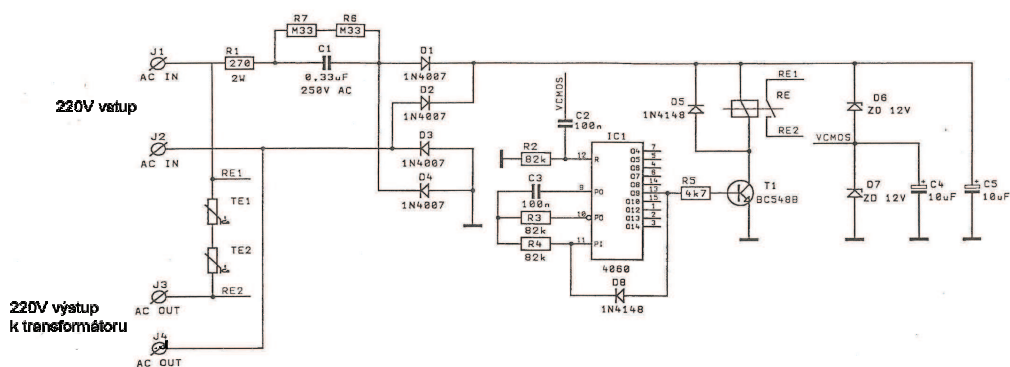 R7 R6
M33 M33
J1 R1 C1 D1
270
AC IN 2W 0,33uF 1N4007
250V AC
220V vstup
D2
1N4007
J2 D3
AC IN 1N4007
D4
1N4007
RE1
TE1
TE2
J3 RE2
AC OUT
220V výstup
k transformátoru
J4
AC OUT
VCMOS
C2
100n
R2
82k
C3
100n
R3
82k
R4
82k
IC1
12 R
9 PO
10 PO
11 PI
Q4 7
Q5 5
Q6 4
Q7 6
Q8 14
Q9 13
Q10 15
Q12 1
Q13 2
Q14 3
4060
D8
1N4148
D5
1N4148
R5
4k7
T1
BC548B
RE1
RE
RE2
VCMOS
D6
ZD 12V
D7
ZD 12V
C4
10uF
C5
10uF